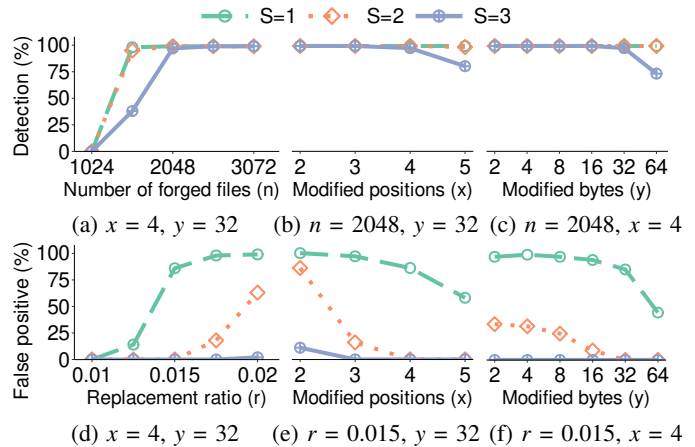 S=1 S=2 S=3
Detection (%)
100
75
50
25
0
1024 2048 3072
Number of forged files (n)
2 3 4 5
Modified positions (x)
2 4 8 16 32 64
Modified bytes (y)
(a) x = 4, y = 32 (b) n = 2048, y = 32 (c) n = 2048, x = 4
False positive (%)
100
75
50
25
0
0.01 0.015 0.02
Replacement ratio (r)
2 3 4 5
Modified positions (x)
2 4 8 16 32 64
Modified bytes (y)
(d) x = 4, y = 32 (e) r = 0.015, y = 32 (f) r = 0.015, x = 4